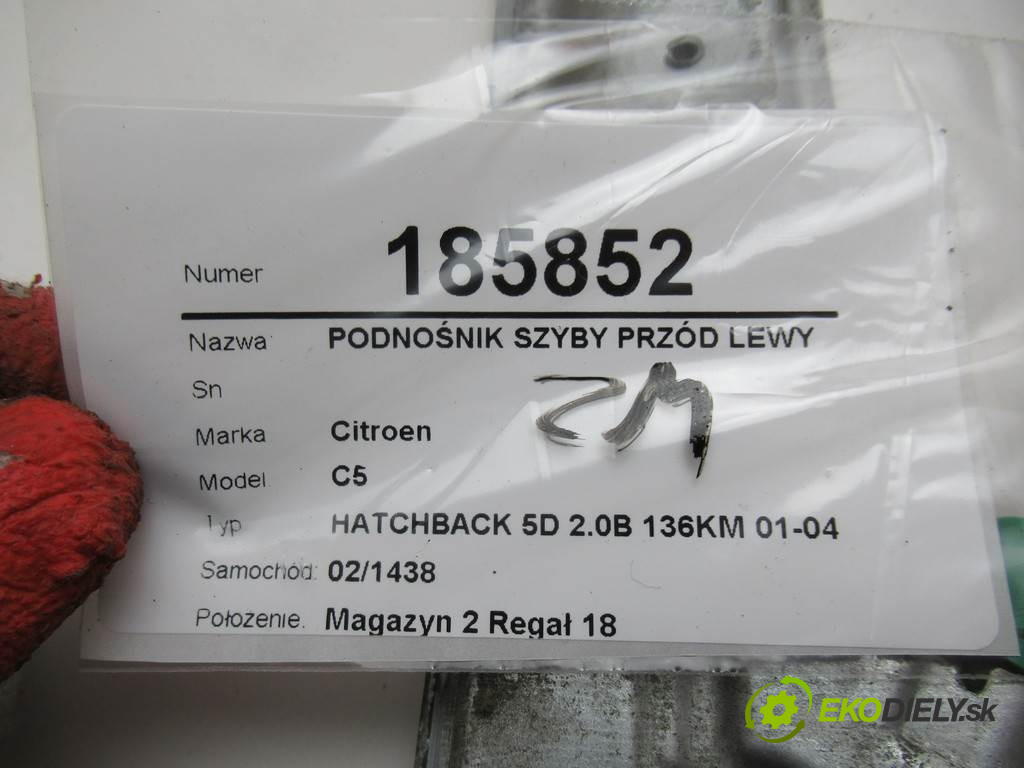 Numer 185852
Nazwa PODNOŚNIK SZYBY PRZÓD LEWY
Sn
Marka Citroen
Model C5
Typ HATCHBACK 5D 2.0B 136KM 01-04
Samochód: 02/1438
Położenie: Magazyn 2 Regał 18
EKODIELY.sk